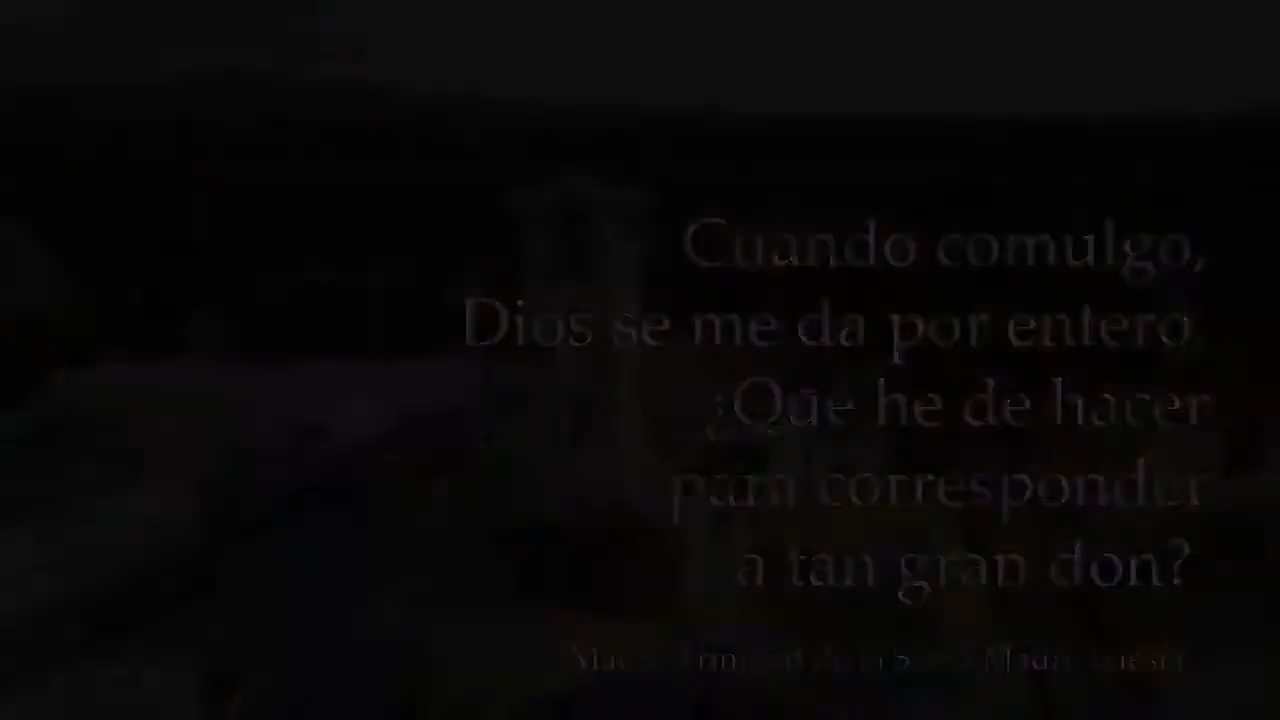 Cuando comulgo,
Dios se me da por entero.
¿Qué he de hacer
para corresponder
a tan gran don?